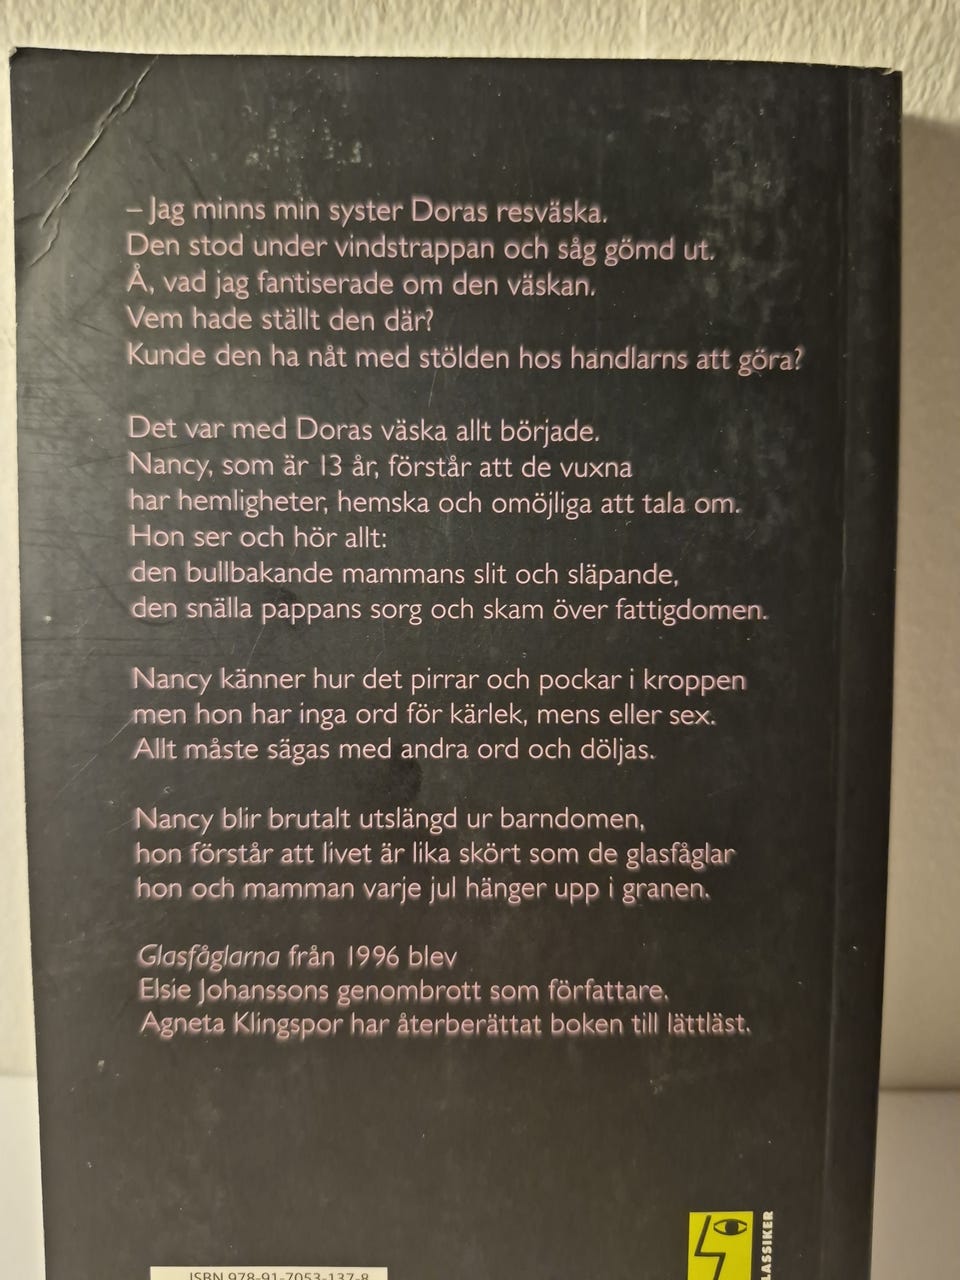 – Jag minns min syster Doras resväska.
Den stod under vindstrappan och såg gömd ut.
Å, vad jag fantiserade om den väskan.
Vem hade ställt den där?
Kunde den ha nåt med stölden hos handlarns att göra?
Det var med Doras väska allt började.
Nancy, som är 13 år, förstår att de vuxna
har hemligheter, hemska och omöjliga att tala om.
Hon ser och hör allt:
den bullbakande mammans slit och släpande,
den snälla pappans sorg och skam över fattigdomen.
Nancy känner hur det pirrar och pockar i kroppen
men hon har inga ord för kärlek, mens eller sex.
Allt måste sägas med andra ord och döljas.
Nancy blir brutalt utslängd ur barndomen,
hon förstår att livet är lika skört som de glasfåglar
hon och mamman varje jul hänger upp i granen.
Glasfåglarna från 1996 blev
Elsie Johanssons genombrott som författare.
Agneta Klingspor har återberättat boken till lättläst.
LASSIKER
ISBN 978-91-7053-137-8